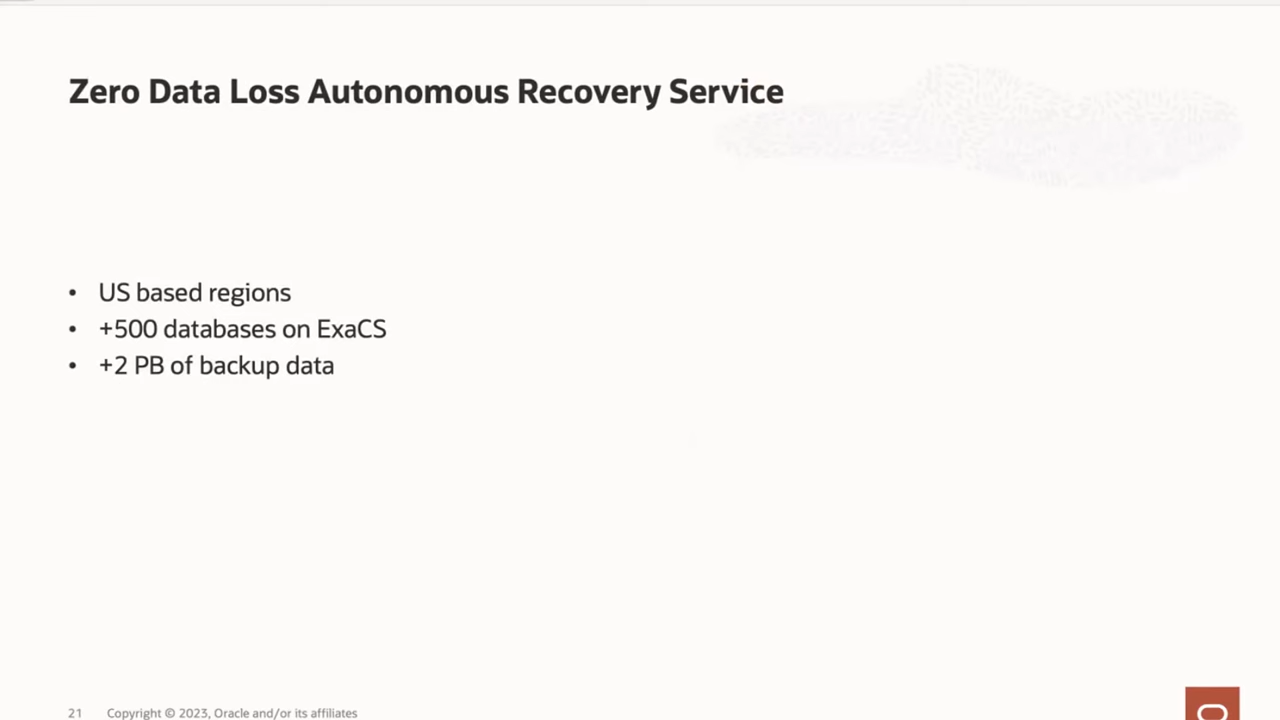 Zero Data Loss Autonomous Recovery Service
• US based regions
• +500 databases on ExaCS
• +2 PB of backup data
21 Copyright © 2023, Oracle and/or its affiliates